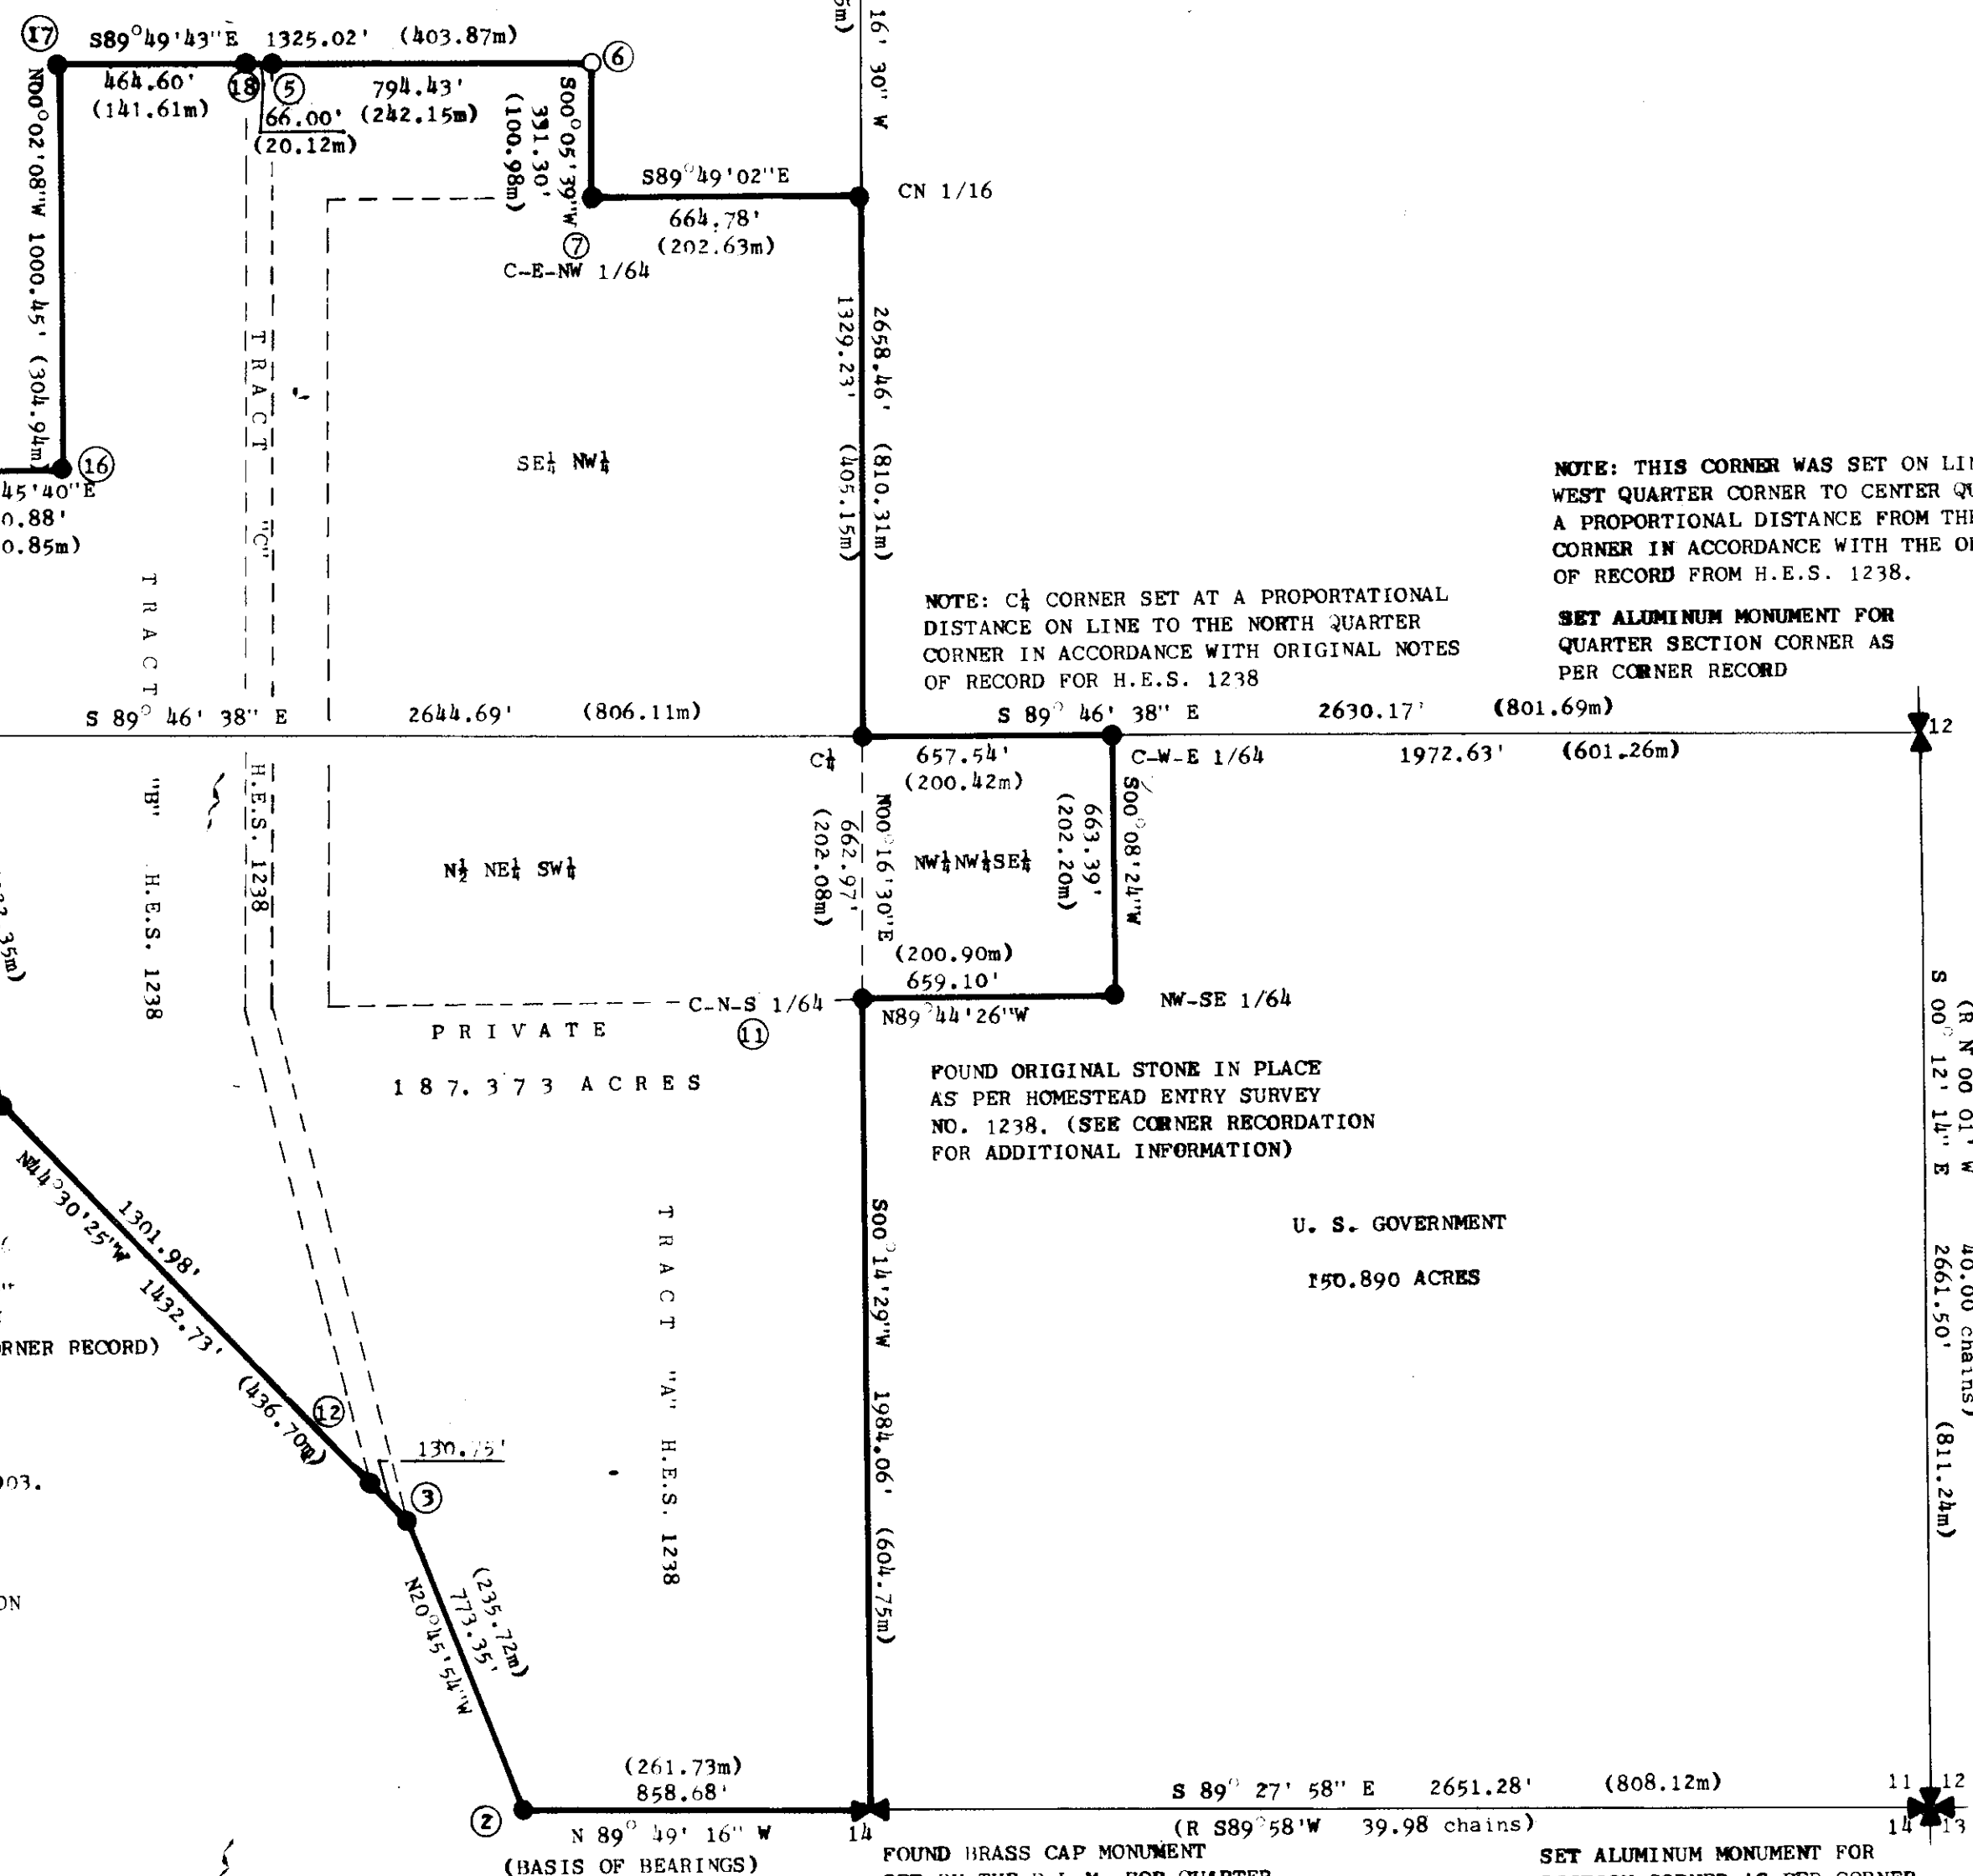 17
S89°49'43"E 1325.02' (403.87m)
6
464.60'
(141.61m)
18
5
794.43'
(242.15m)
66.00'
(20.12m)
N00°02'08"W 1000.45' (304.94m)
S00°05'39"W
331.30'
(100.98m)
16' 30" W
S89°49'02"E
664.78'
(202.63m)
CN 1/16
7
C-E-NW 1/64
16
45'40"E
0.88'
0.85m)
TRACT "C"
H.E.S. 1238
SE¼ NW¼
2658.46' (810.31m)
1329.23' (405.15m)
NOTE: THIS CORNER WAS SET ON
WEST QUARTER CORNER TO CENTER
A PROPORTIONAL DISTANCE FROM
CORNER IN ACCORDANCE WITH THE
OF RECORD FROM H.E.S. 1238.
SET ALUMINUM MONUMENT FOR
QUARTER SECTION CORNER AS
PER CORNER RECORD
NOTE: C¼ CORNER SET AT A PROPORTATIONAL
DISTANCE ON LINE TO THE NORTH QUARTER
CORNER IN ACCORDANCE WITH ORIGINAL NOTES
OF RECORD FOR H.E.S. 1238
TRACT "B" H.E.S. 1238
S 89° 46' 38" E 2644.69' (806.11m)
S 89° 46' 38" E 2630.17' (801.69m)
12
C¼
657.54'
(200.42m)
C-W-E 1/64
1972.63' (601.26m)
N½ NE¼ SW¼
662.97'
(202.08m)
N00°16'30"E
NW¼NW¼SE¼
663.39'
(202.20m)
S00°08'24"W
(200.90m)
659.10'
N89°44'26"W
C-N-S 1/64
11
NW-SE 1/64
PRIVATE
187.373 ACRES
FOUND ORIGINAL STONE IN PLACE
AS PER HOMESTEAD ENTRY SURVEY
NO. 1238. (SEE CORNER RECORDATION
FOR ADDITIONAL INFORMATION)
35m)
N44°30'25"W 1432.73' (436.70m)
1301.98'
RNER RECORD)
12
130.75'
3
TRACT "A" H.E.S. 1238
S00°14'29"W 1984.06' (604.75m)
U. S. GOVERNMENT
150.890 ACRES
(R N 00 01' W 40.00 chains)
S 00° 12' 14" E 2661.50' (811.24m)
903.
ON
(235.72m)
773.35'
N20°45'54"W
(261.73m)
858.68'
2
N 89° 49' 16" W
(BASIS OF BEARINGS)
14
S 89° 27' 58" E 2651.28' (808.12m)
(R S89°58'W 39.98 chains)
11 12
14 13
FOUND BRASS CAP MONUMENT
SET ALUMINUM MONUMENT FOR